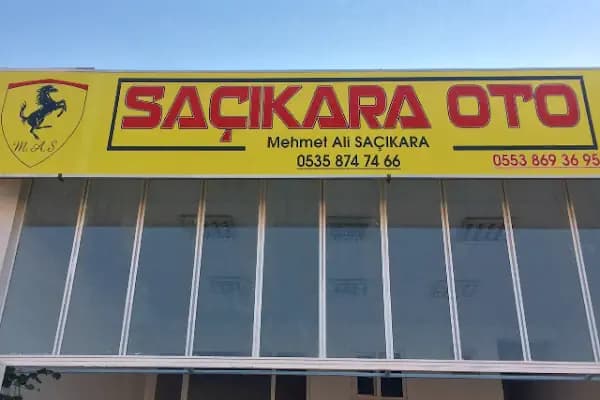 SAÇIKARA OTO
M.A.S
Mehmet Ali SAÇIKARA
0535 874 74 66
0553 869 36 95